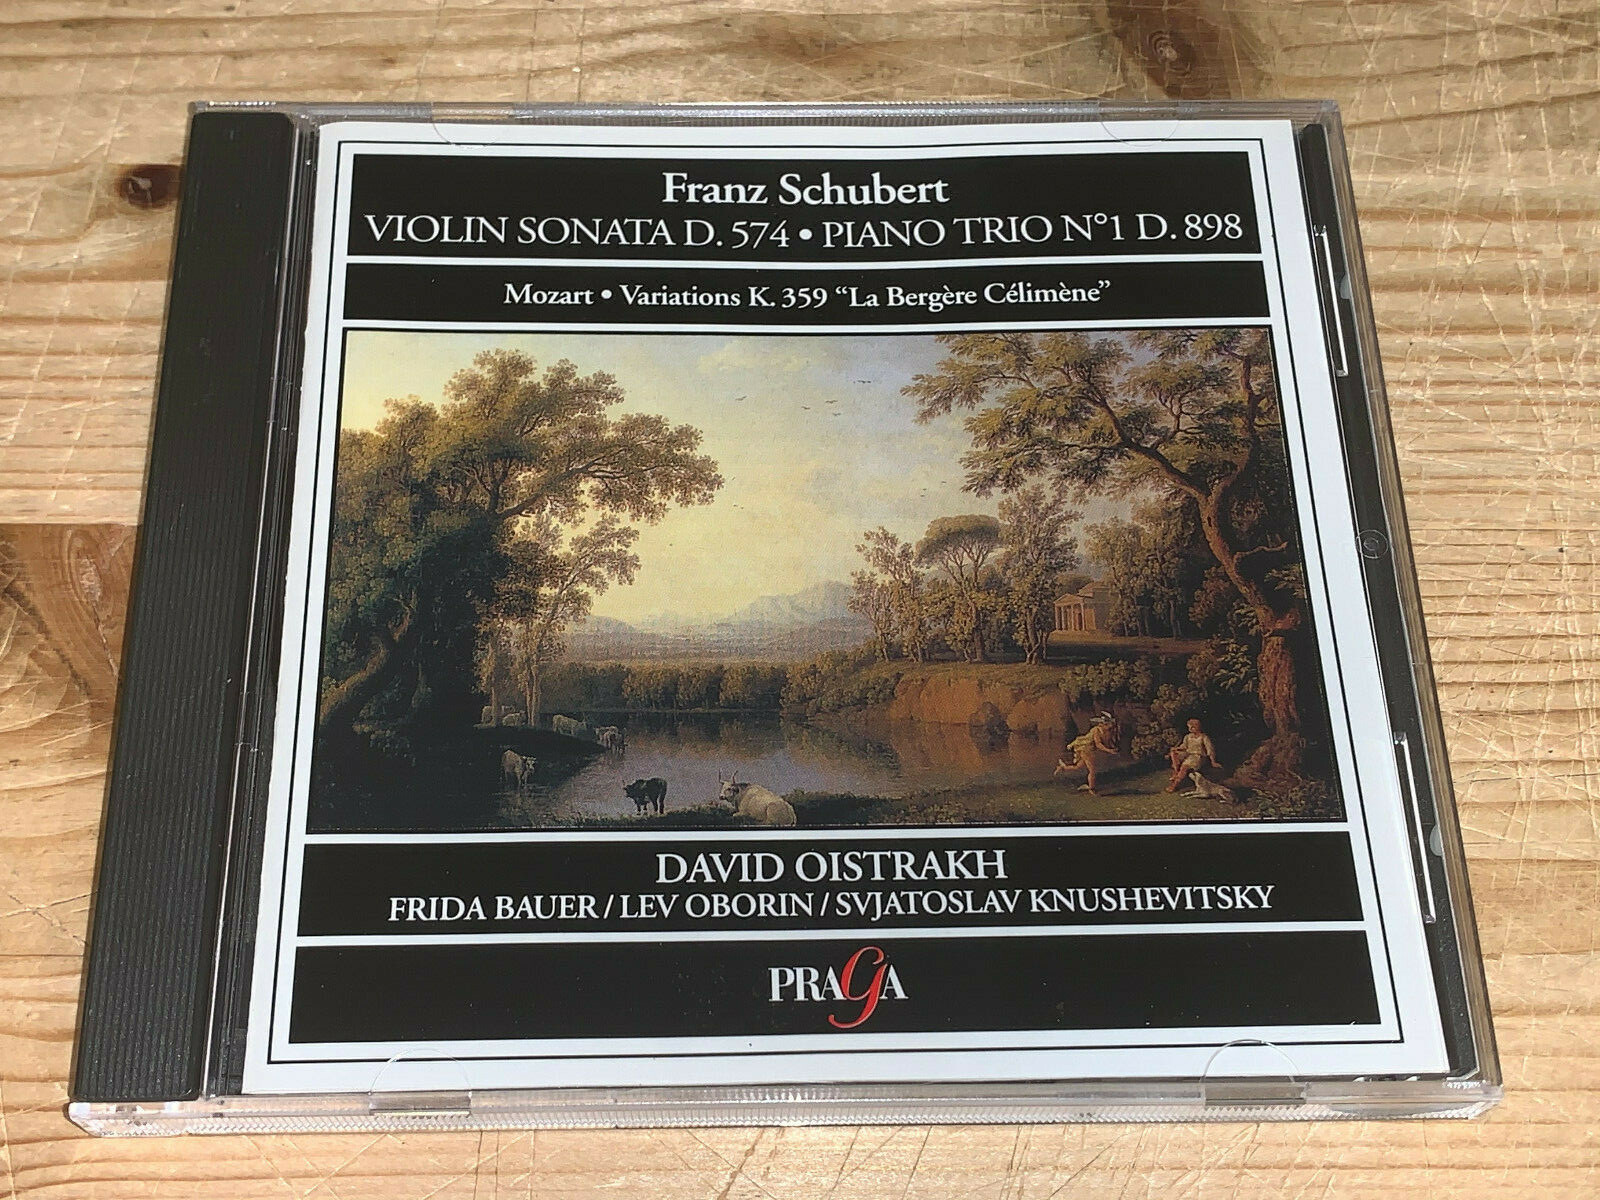 Franz Schubert
VIOLIN SONATA D. 574 • PIANO TRIO N°1 D. 898
Mozart • Variations K. 359 “La Bergère Célimène”
DAVID OISTRAKH
FRIDA BAUER / LEV OBORIN / SVJATOSLAV KNUSHEVITSKY
PRAGA